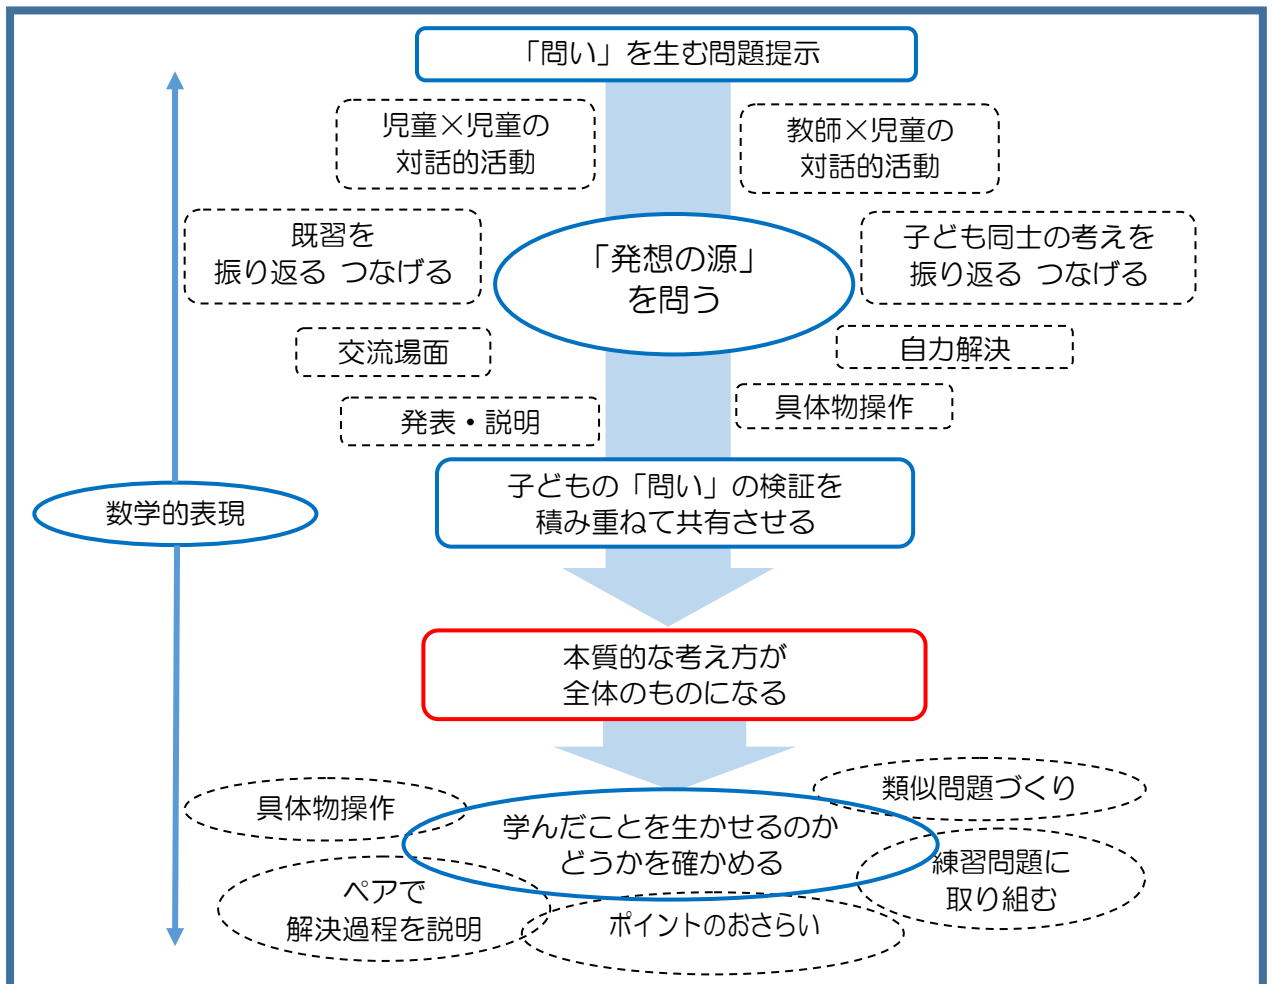 「問い」を生む問題提示
児童×児童の
対話的活動
教師×児童の
対話的活動
既習を
振り返る つなげる
「発想の源」
を問う
子ども同士の考えを
振り返る つなげる
交流場面
自力解決
発表・説明
具体物操作
子どもの「問い」の検証を
積み重ねて共有させる
数学的表現
本質的な考え方が
全体のものになる
具体物操作
類似問題づくり
学んだことを生かせるのか
どうかを確かめる
練習問題に
取り組む
ペアで
解決過程を説明
ポイントのおさらい